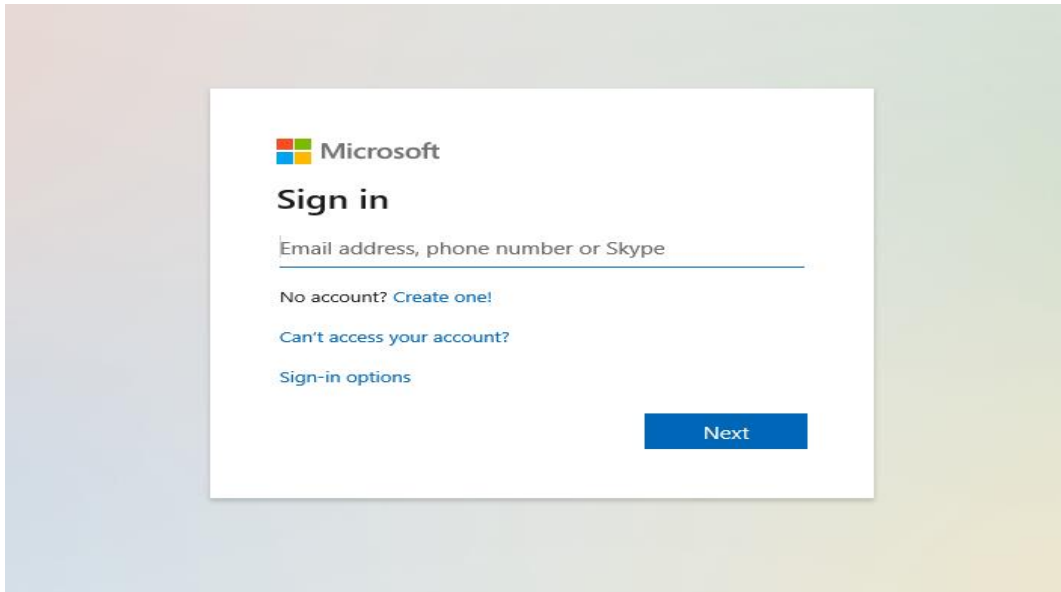 Microsoft
Sign in
Email address, phone number or Skype
No account? Create one!
Can't access your account?
Sign-in options
Next